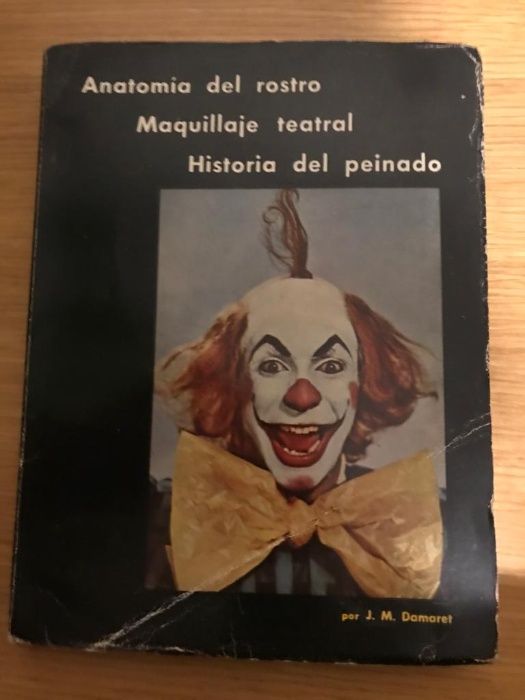 Anatomia del rostro
Maquillaje teatral
Historia del peinado
por J. M. Damaret